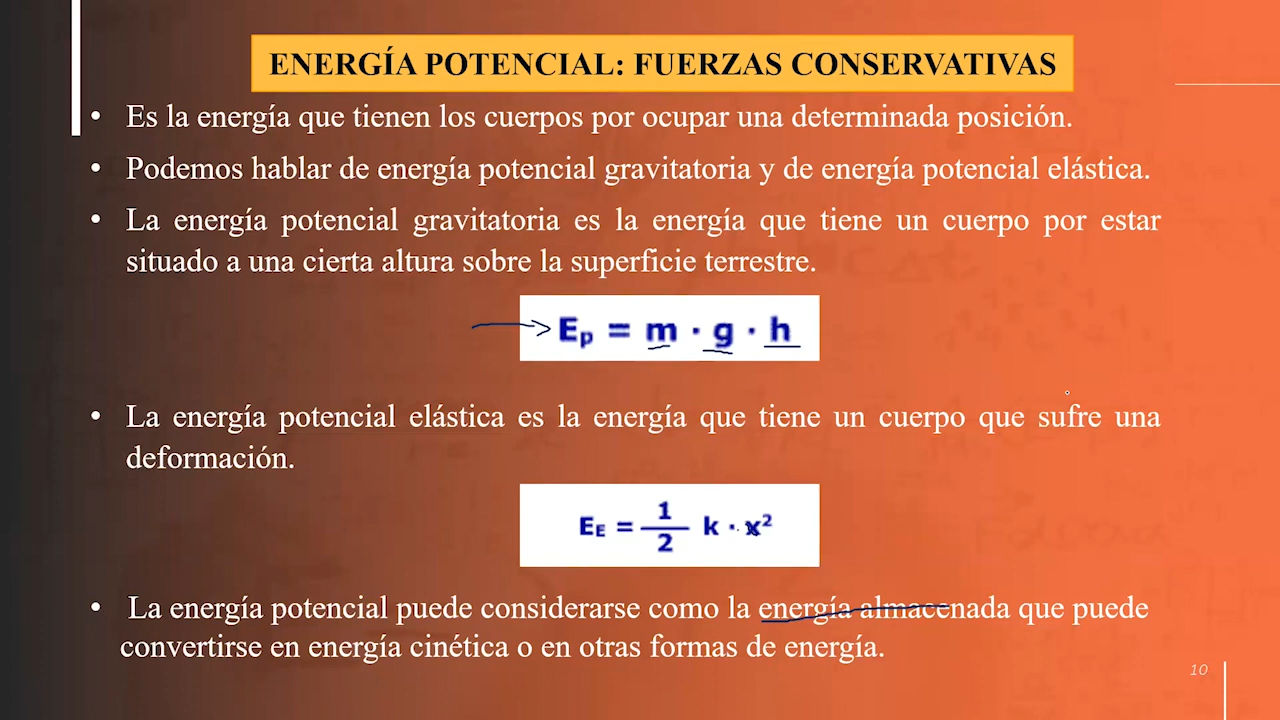 ENERGÍA POTENCIAL: FUERZAS CONSERVATIVAS
• Es la energía que tienen los cuerpos por ocupar una determinada posición.
• Podemos hablar de energía potencial gravitatoria y de energía potencial elástica.
• La energía potencial gravitatoria es la energía que tiene un cuerpo por estar
situado a una cierta altura sobre la superficie terrestre.
Eₚ = m · g · h
• La energía potencial elástica es la energía que tiene un cuerpo que sufre una
deformación.
E_E = 1/2 k · x²
• La energía potencial puede considerarse como la energía almacenada que puede
convertirse en energía cinética o en otras formas de energía.
10